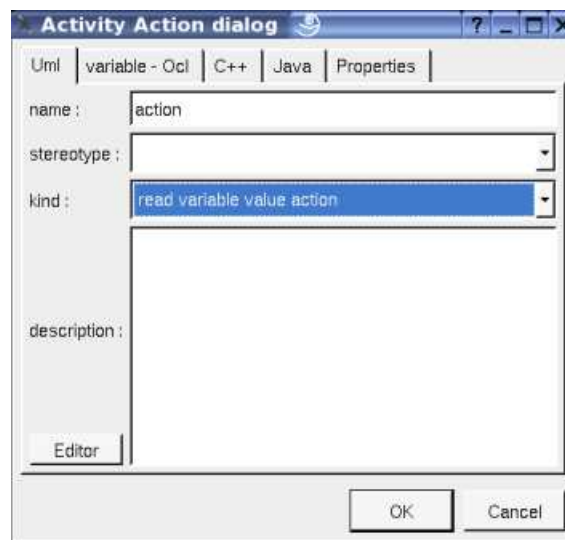 Activity Action dialog
Uml variable - Ocl C++ Java Properties
name : action
stereotype :
kind : read variable value action
description :
Editor
OK Cancel